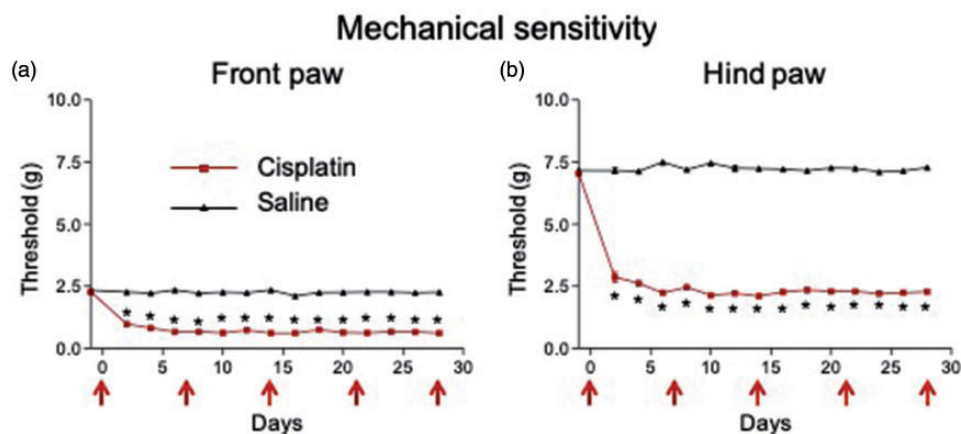 Mechanical sensitivity
(a)
Front paw
10.0
7.5
5.0
2.5
0.0
Threshold (g)
Cisplatin
Saline
* * * * * * * * * * * * * *
0 5 10 15 20 25 30
Days
(b)
Hind paw
10.0
7.5
5.0
2.5
0.0
Threshold (g)
* * * * * * * * * * * * * *
0 5 10 15 20 25 30
Days